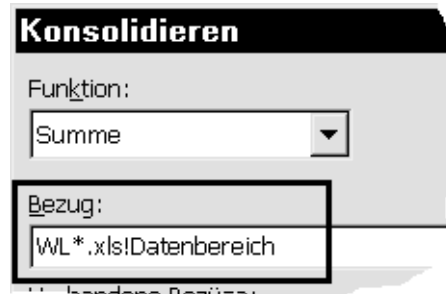 Konsolidieren
Funktion:
Summe
Bezug:
WL*.xls!Datenbereich